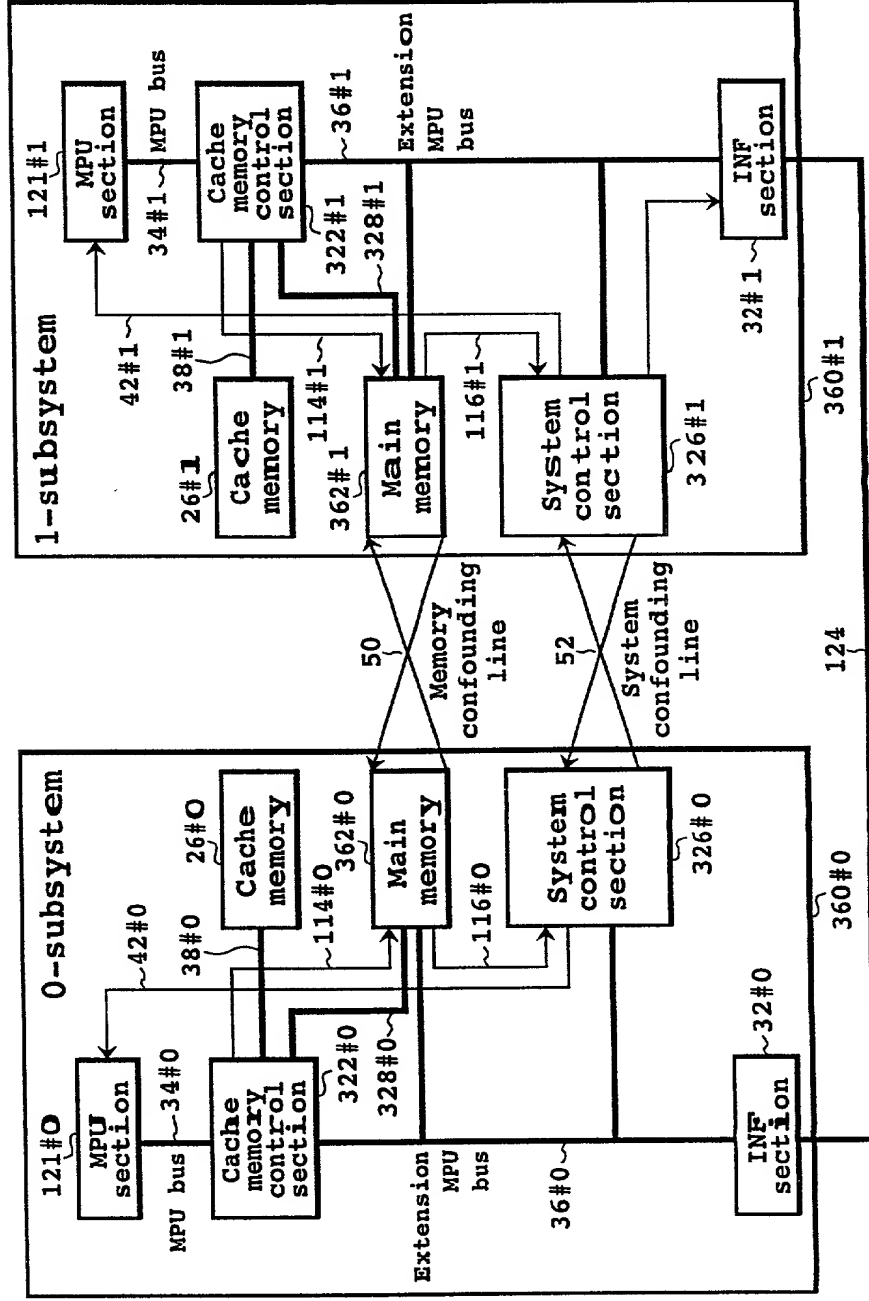 0-subsystem
121#0
MPU
section
42#0
MPU bus
34#0
Cache
memory
control
section
322#0
38#0
26#0
Cache
memory
114#0
328#0
362#0
Main
memory
Extension
MPU
bus
116#0
36#0
System
control
section
326#0
INF
section
32#0
360#0
50
Memory
confounding
line
52
System
confounding
line
124
1-subsystem
121#1
MPU
section
42#1
34#1
MPU bus
Cache
memory
control
section
322#1
38#1
26#1
Cache
memory
114#1
328#1
362#1
Main
memory
36#1
Extension
MPU
bus
116#1
System
control
section
326#1
INF
section
32#1
360#1